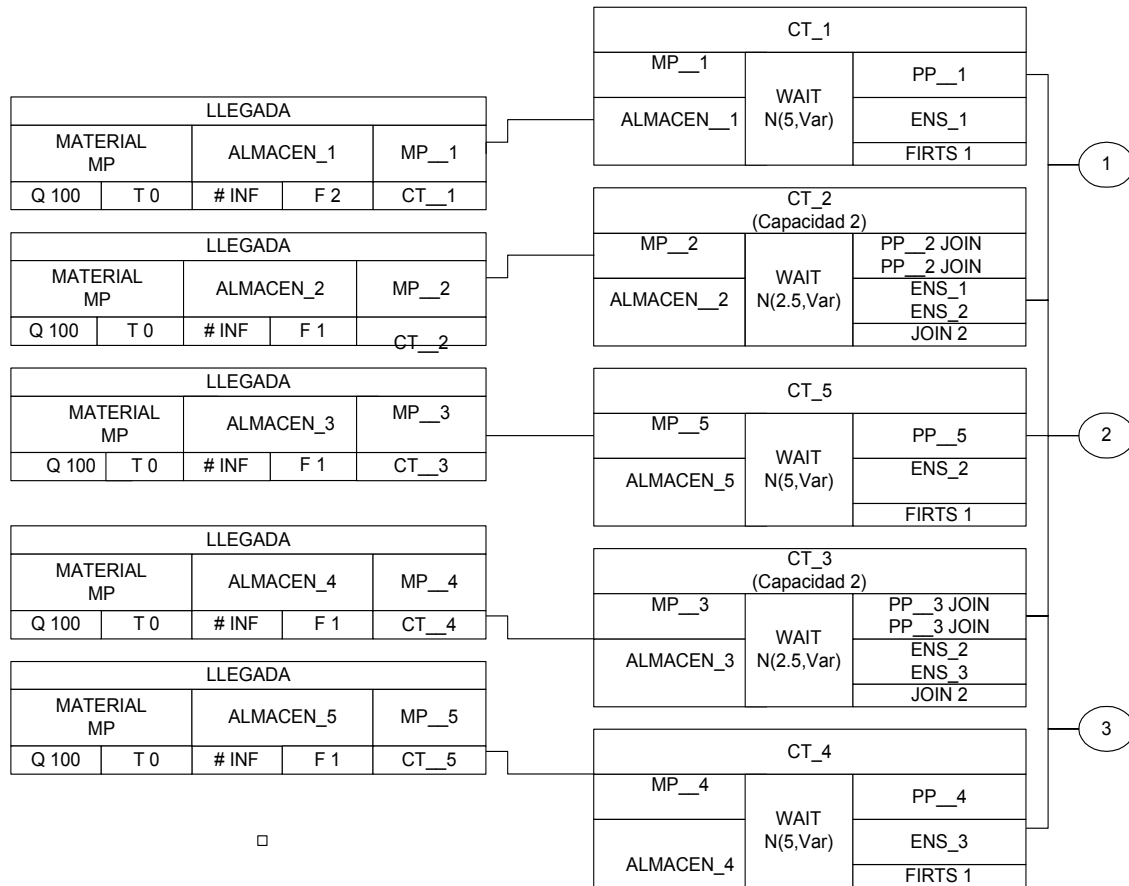 LLEGADA
MATERIAL
MP
ALMACEN_1
MP__1
Q 100
T 0
# INF
F 2
CT__1
LLEGADA
MATERIAL
MP
ALMACEN_2
MP__2
Q 100
T 0
# INF
F 1
CT__2
LLEGADA
MATERIAL
MP
ALMACEN_3
MP__3
Q 100
T 0
# INF
F 1
CT__3
LLEGADA
MATERIAL
MP
ALMACEN_4
MP__4
Q 100
T 0
# INF
F 1
CT__4
LLEGADA
MATERIAL
MP
ALMACEN_5
MP__5
Q 100
T 0
# INF
F 1
CT__5
CT_1
MP__1
ALMACEN__1
WAIT
N(5,Var)
PP__1
ENS_1
FIRTS 1
CT_2
(Capacidad 2)
MP__2
ALMACEN__2
WAIT
N(2.5,Var)
PP__2 JOIN
PP__2 JOIN
ENS_1
ENS_2
JOIN 2
CT_5
MP__5
ALMACEN_5
WAIT
N(5,Var)
PP__5
ENS_2
FIRTS 1
CT_3
(Capacidad 2)
MP__3
ALMACEN_3
WAIT
N(2.5,Var)
PP__3 JOIN
PP__3 JOIN
ENS_2
ENS_3
JOIN 2
CT_4
MP__4
ALMACEN_4
WAIT
N(5,Var)
PP__4
ENS_3
FIRTS 1
1
2
3